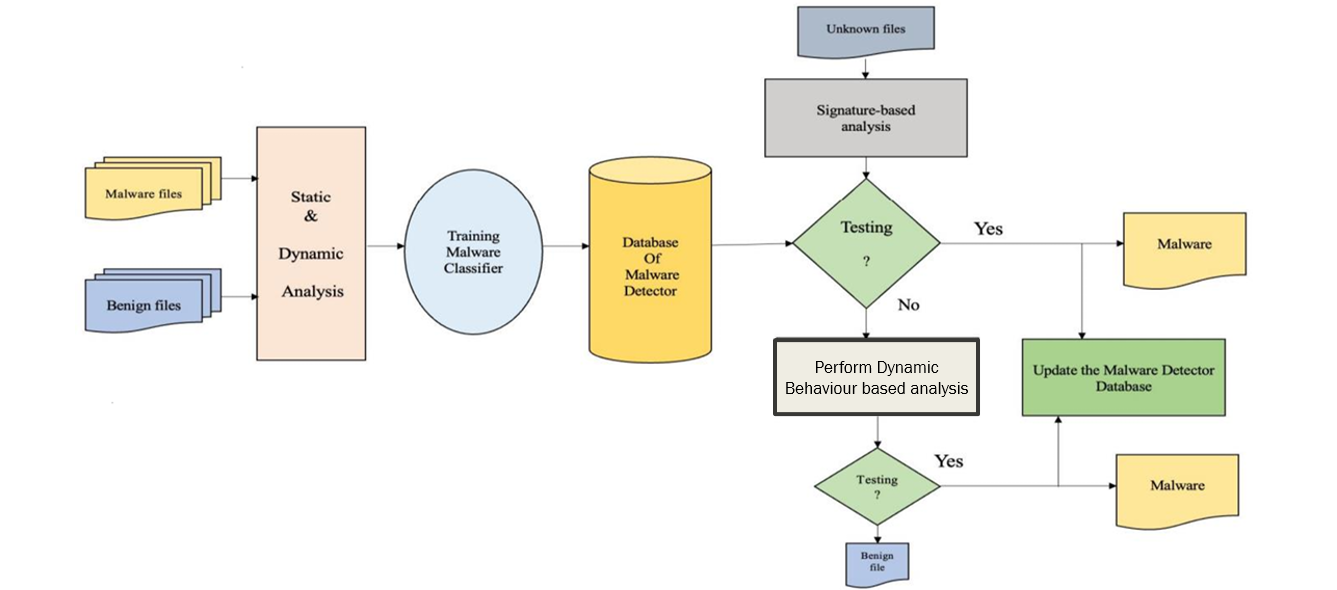 Unknown files
Signature-based
analysis
Malware files
Benign files
Static
&
Dynamic
Analysis
Training
Malware
Classifier
Database
Of
Malware
Detector
Testing
?
Yes
Malware
No
Perform Dynamic
Behaviour based analysis
Update the Malware Detector
Database
Testing
?
Yes
Malware
Benign
file